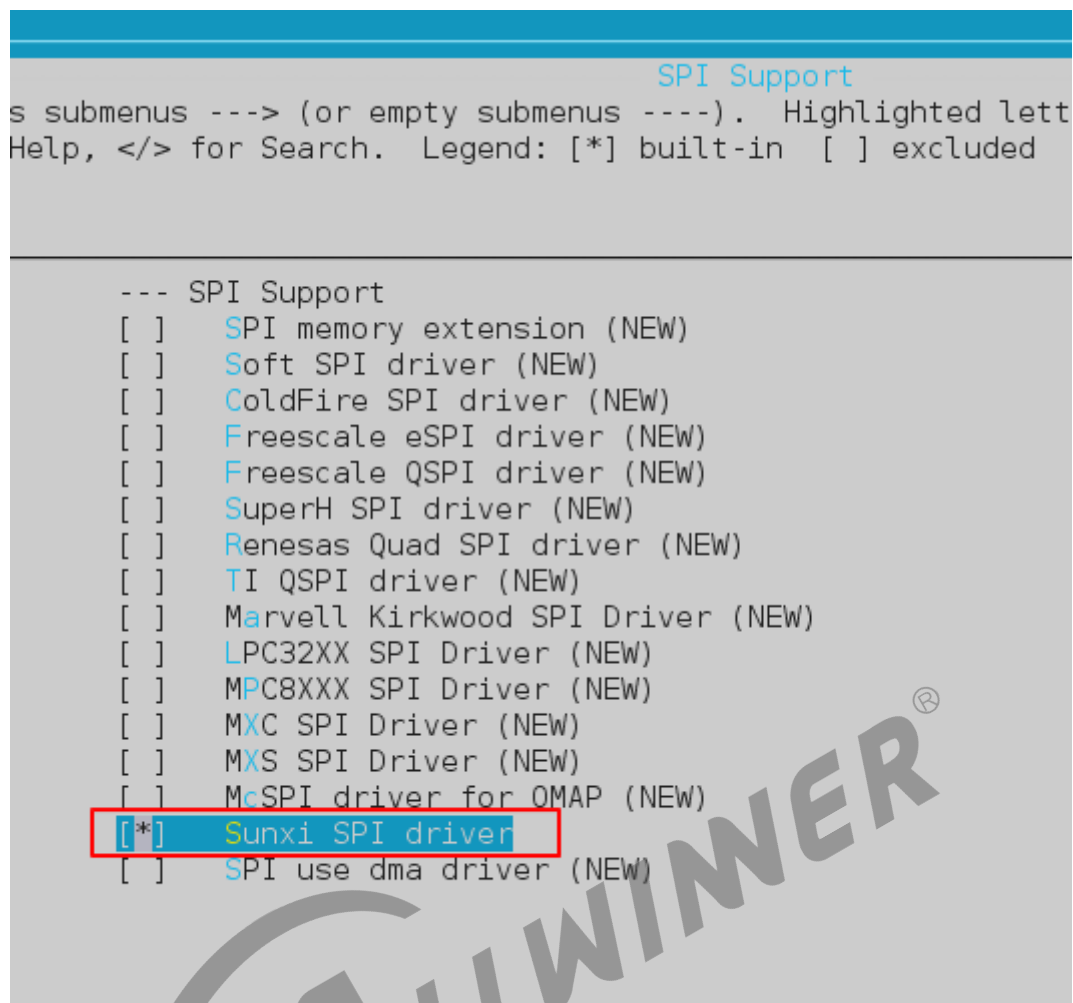 SPI Support
s submenus ---> (or empty submenus ----).  Highlighted lett
Help, </> for Search.  Legend: [*] built-in  [ ] excluded
--- SPI Support
[ ]   SPI memory extension (NEW)
[ ]   Soft SPI driver (NEW)
[ ]   ColdFire SPI driver (NEW)
[ ]   Freescale eSPI driver (NEW)
[ ]   Freescale QSPI driver (NEW)
[ ]   SuperH SPI driver (NEW)
[ ]   Renesas Quad SPI driver (NEW)
[ ]   TI QSPI driver (NEW)
[ ]   Marvell Kirkwood SPI Driver (NEW)
[ ]   LPC32XX SPI Driver (NEW)
[ ]   MPC8XXX SPI Driver (NEW)
[ ]   MXC SPI Driver (NEW)
[ ]   MXS SPI Driver (NEW)
[ ]   McSPI driver for OMAP (NEW)
[*]   Sunxi SPI driver
[ ]   SPI use dma driver (NEW)
LLWINNER®